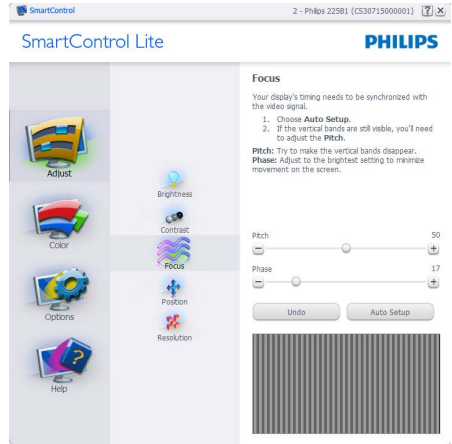 SmartControl
2 - Philips 225B1 (CS30715000001)
SmartControl Lite
PHILIPS
Adjust
Color
Options
Help
Brightness
Contrast
Focus
Position
Resolution
Focus
Your display's timing needs to be synchronized with
the video signal.
1. Choose Auto Setup.
2. If the vertical bands are still visible, you'll need
to adjust the Pitch.
Pitch: Try to make the vertical bands disappear.
Phase: Adjust to the brightest setting to minimize
movement on the screen.
Pitch 50
Phase 17
Undo Auto Setup